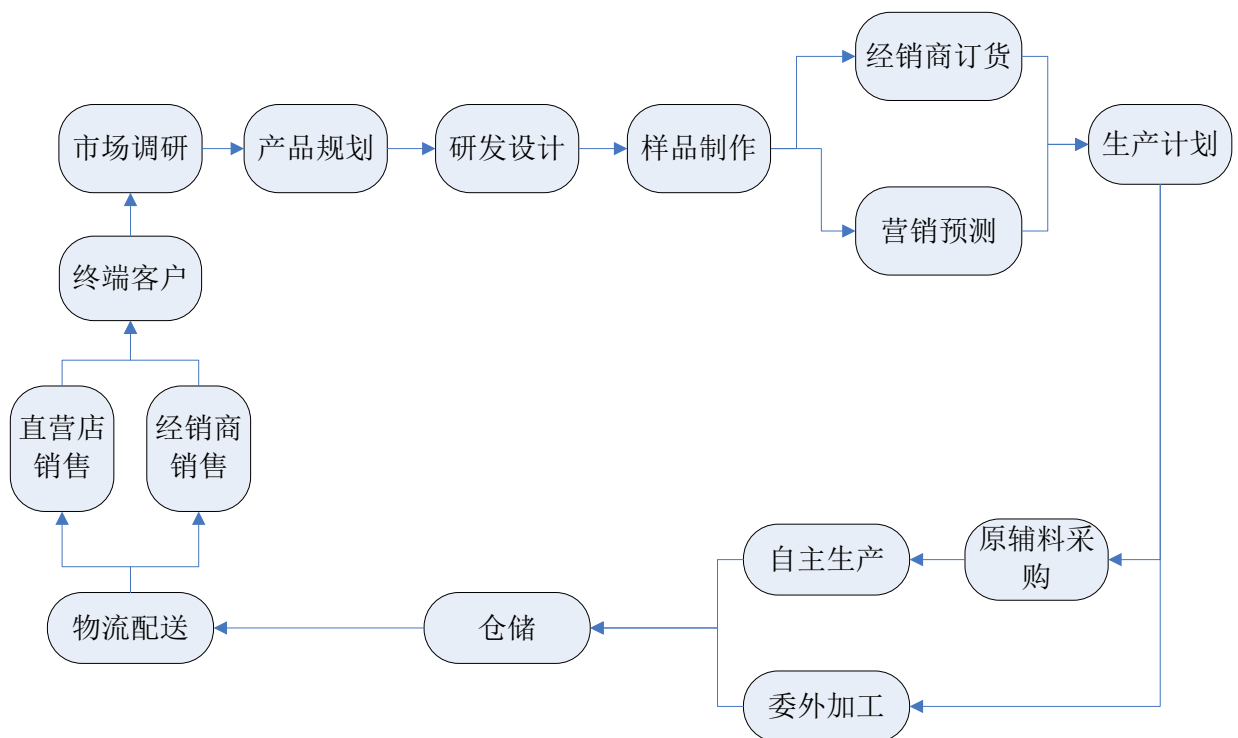 经销商订货
市场调研
产品规划
研发设计
样品制作
生产计划
营销预测
终端客户
直营店
销售
经销商
销售
自主生产
原辅料采
购
物流配送
仓储
委外加工